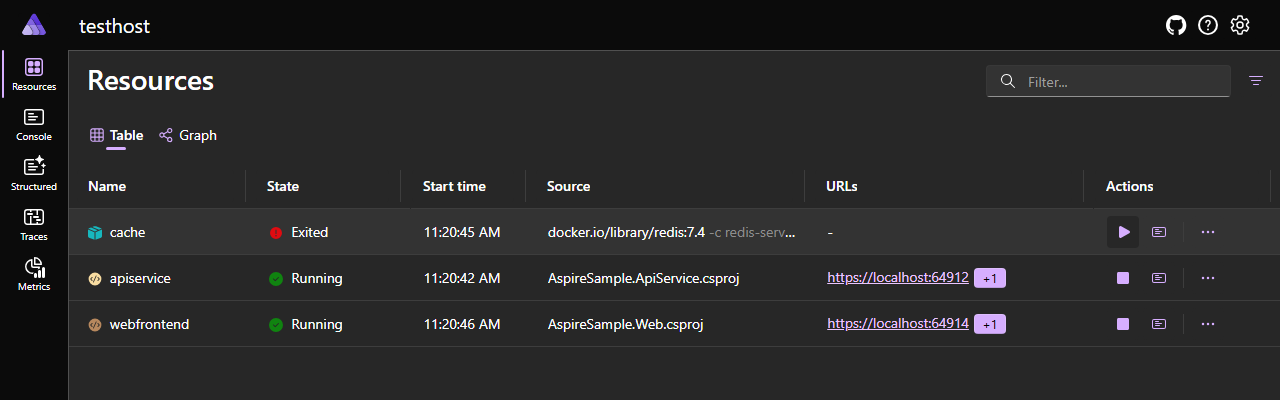 testhost
Resources
Console
Structured
Traces
Metrics
Resources
Filter...
Table Graph
Name State Start time Source URLs Actions
cache Exited 11:20:45 AM docker.io/library/redis:7.4 -c redis-serv... -
apiservice Running 11:20:42 AM AspireSample.ApiService.csproj https://localhost:64912 +1
webfrontend Running 11:20:46 AM AspireSample.Web.csproj https://localhost:64914 +1